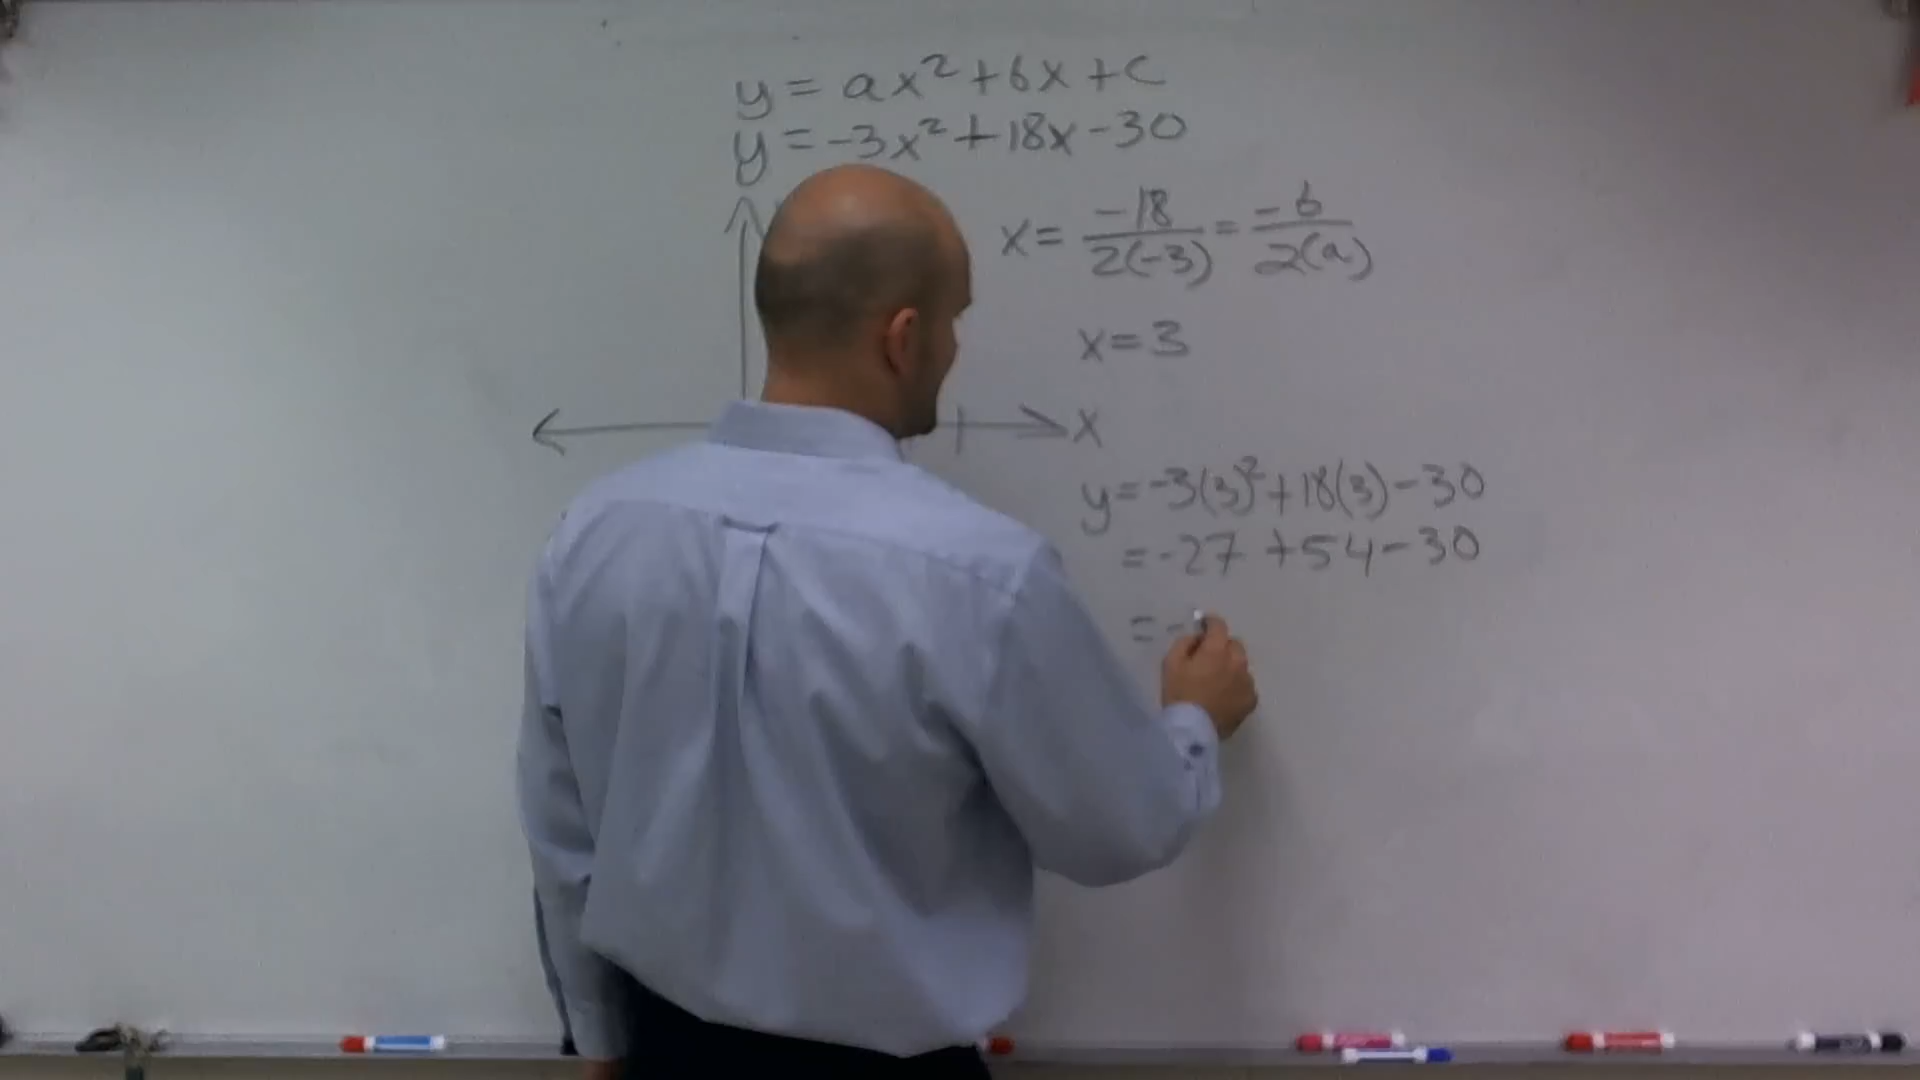 y = ax² + bx + c
y = -3x² + 18x - 30
x = -18/2(-3) = -b/2(a)
x = 3
x
y = -3(3)² + 18(3) - 30
= -27 + 54 - 30
= -